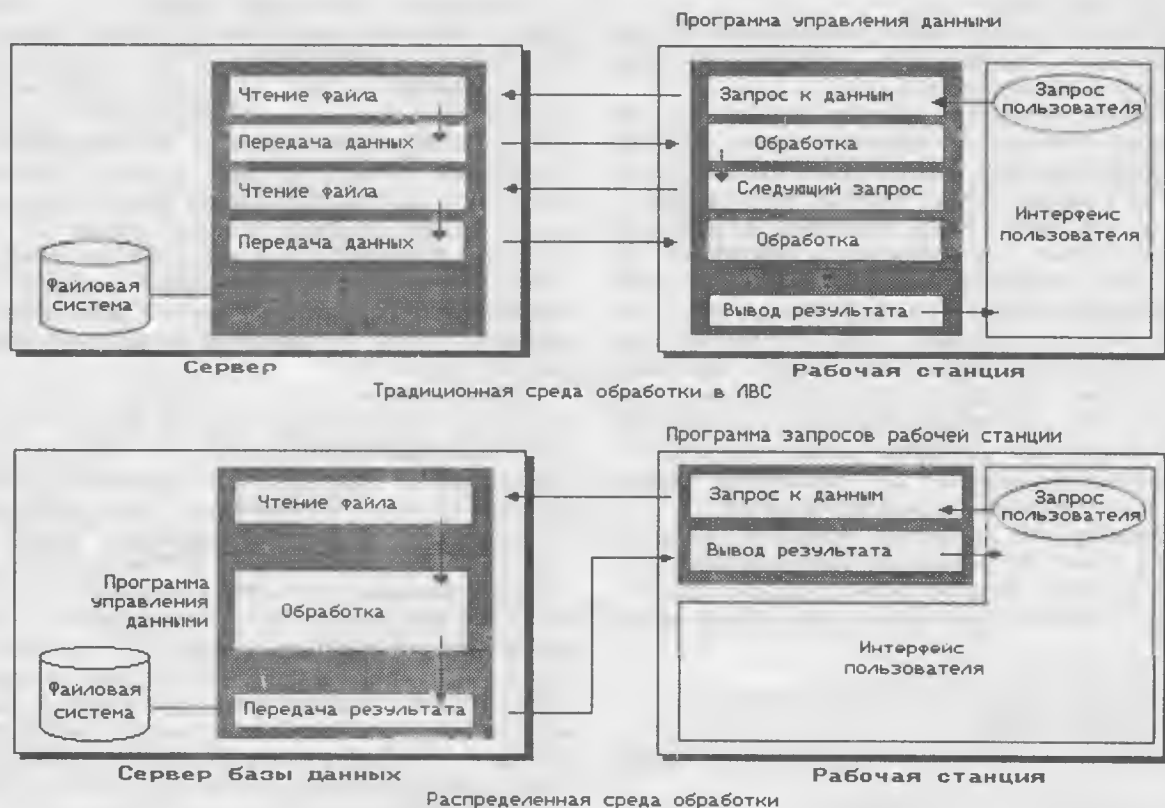 Программа управления данными
Чтение файла
Передача данных
Чтение файла
Передача данных
Файловая
система
Сервер
Запрос к данным
Обработка
Следующий запрос
Обработка
Вывод результата
Запрос
пользователя
Интерфейс
пользователя
Рабочая станция
Традиционная среда обработки в ЛВС
Программа запросов рабочей станции
Чтение файла
Программа
управления
данными
Обработка
Файловая
система
Передача результата
Сервер базы данных
Запрос к данным
Вывод результата
Запрос
пользователя
Интерфейс
пользователя
Рабочая станция
Распределенная среда обработки